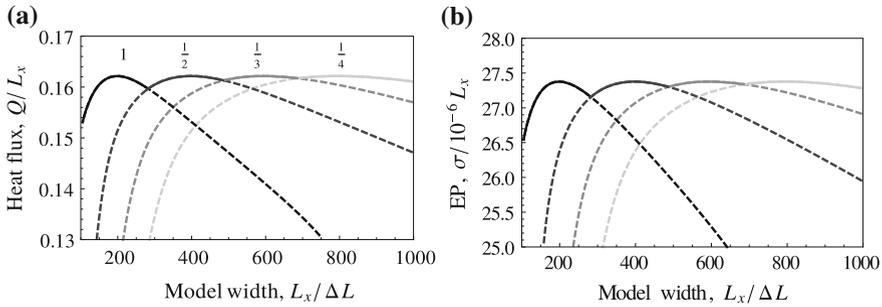 (a)
0.17
0.16
0.15
0.14
0.13
Heat flux, Q/L_x
1 1/2 1/3 1/4
200 400 600 800 1000
Model width, L_x/ΔL
(b)
28.0
27.5
27.0
26.5
26.0
25.5
25.0
EP, σ/10^{-6} L_x
200 400 600 800 1000
Model width, L_x/ΔL